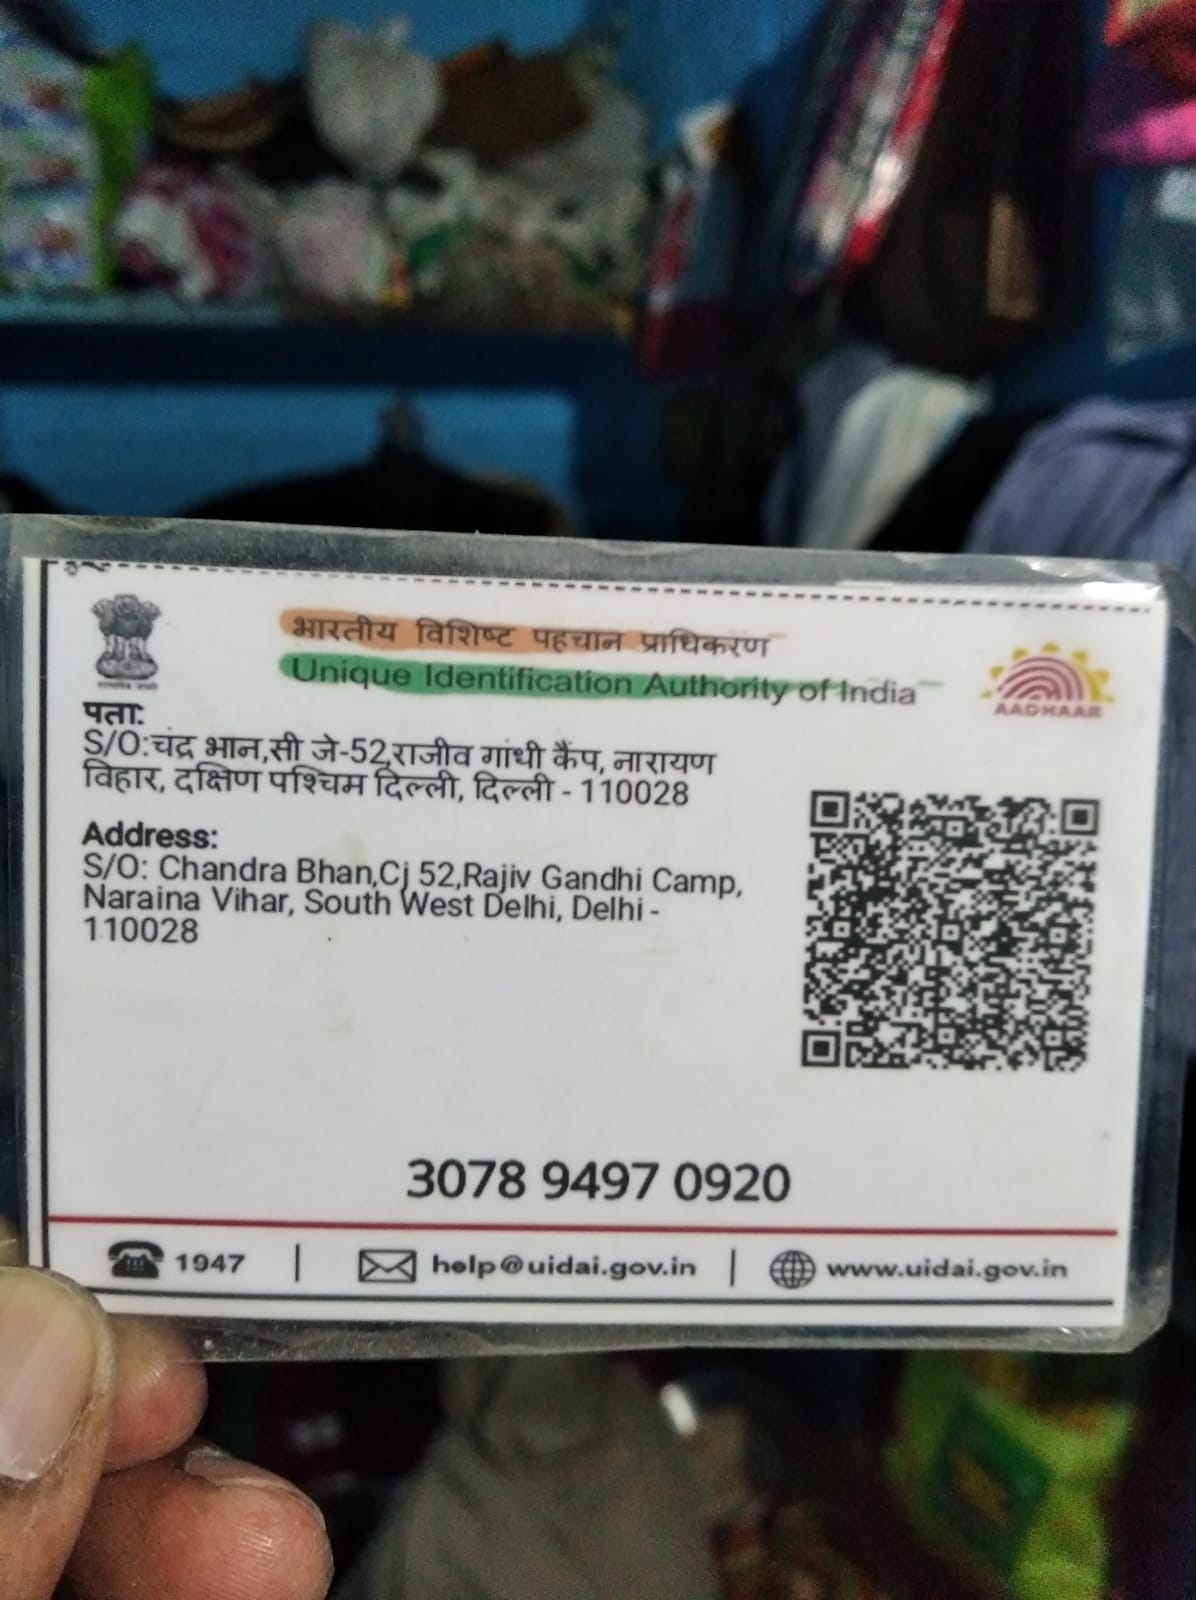 भारतीय विशिष्ट पहचान प्राधिकरण
Unique Identification Authority of India
AADHAAR
पता:
S/O:चंद्र भान,सी जे-52,राजीव गांधी कैंप, नारायण
विहार, दक्षिण पश्चिम दिल्ली, दिल्ली - 110028
Address:
S/O: Chandra Bhan,Cj 52,Rajiv Gandhi Camp,
Naraina Vihar, South West Delhi, Delhi -
110028
3078 9497 0920
1947 | help@uidai.gov.in | www.uidai.gov.in